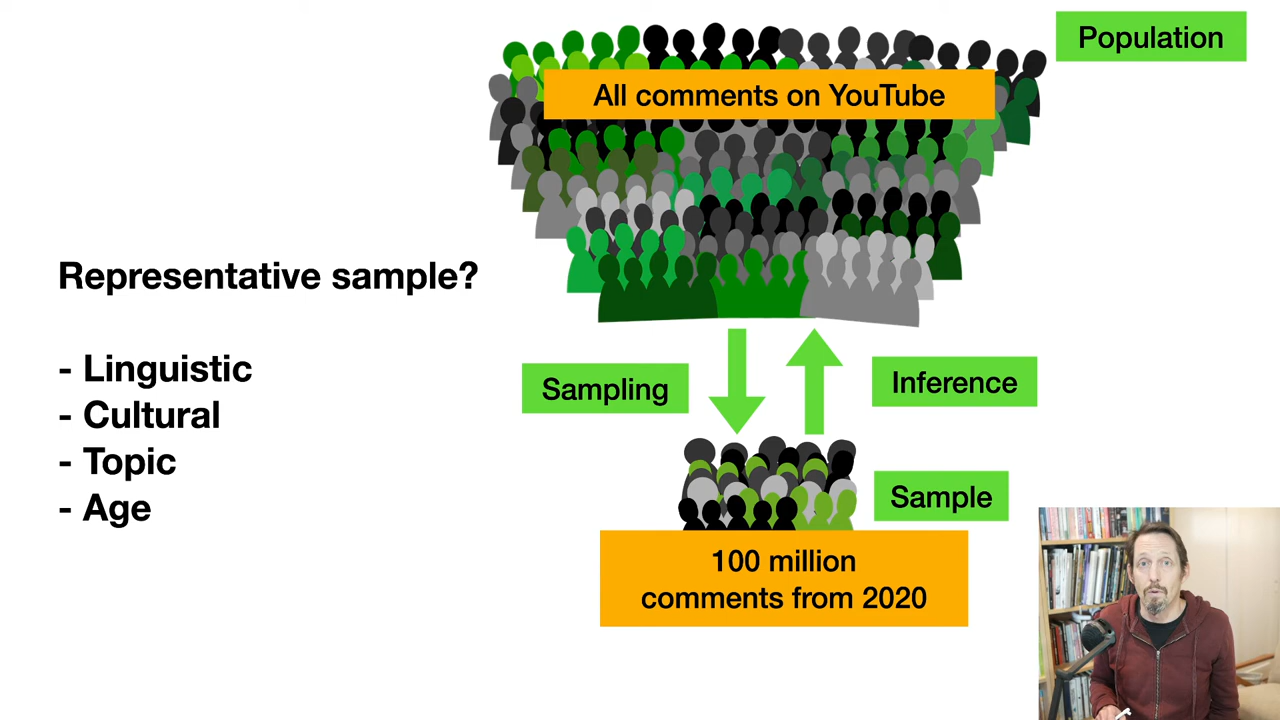 Population
All comments on YouTube
Representative sample?
- Linguistic
- Cultural
- Topic
- Age
Sampling
Inference
Sample
100 million
comments from 2020